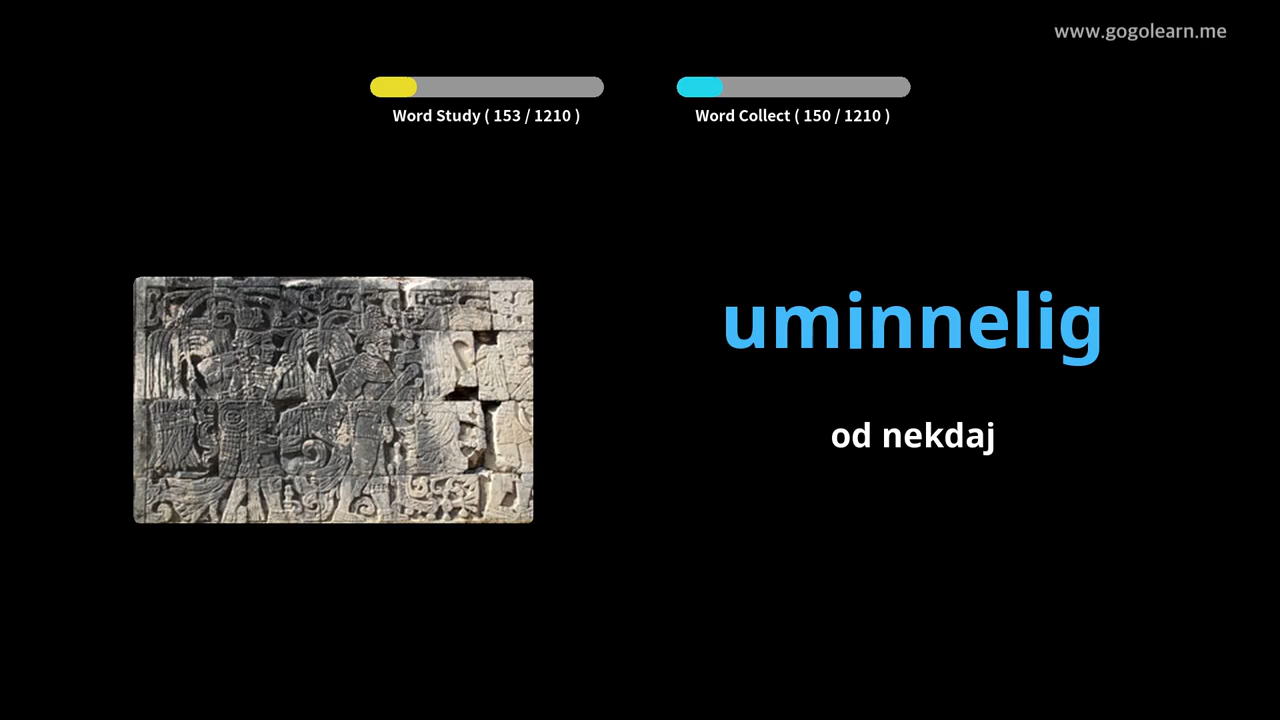 www.gogolearn.me
Word Study ( 153 / 1210 )
Word Collect ( 150 / 1210 )
uminnelig
od nekdaj